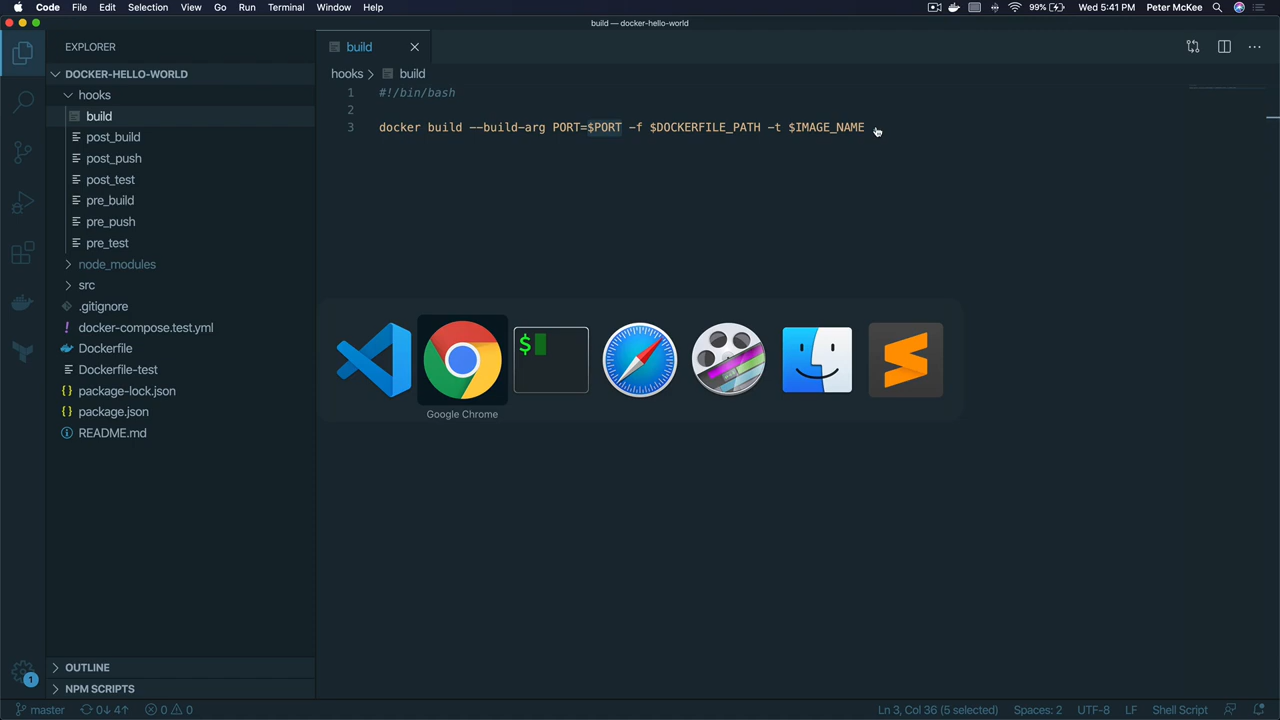 Code File Edit Selection View Go Run Terminal Window Help 99% Wed 5:41 PM Peter McKee
build — docker-hello-world
EXPLORER
DOCKER-HELLO-WORLD
hooks
build
post_build
post_push
post_test
pre_build
pre_push
pre_test
node_modules
src
.gitignore
docker-compose.test.yml
Dockerfile
Dockerfile-test
package-lock.json
package.json
README.md
OUTLINE
NPM SCRIPTS
build
hooks > build
1 #!/bin/bash
2
3 docker build --build-arg PORT=$PORT -f $DOCKERFILE_PATH -t $IMAGE_NAME .
$
Google Chrome
1
master 0↓ 4↑ 0 0 Ln 3, Col 36 (5 selected) Spaces: 2 UTF-8 LF Shell Script